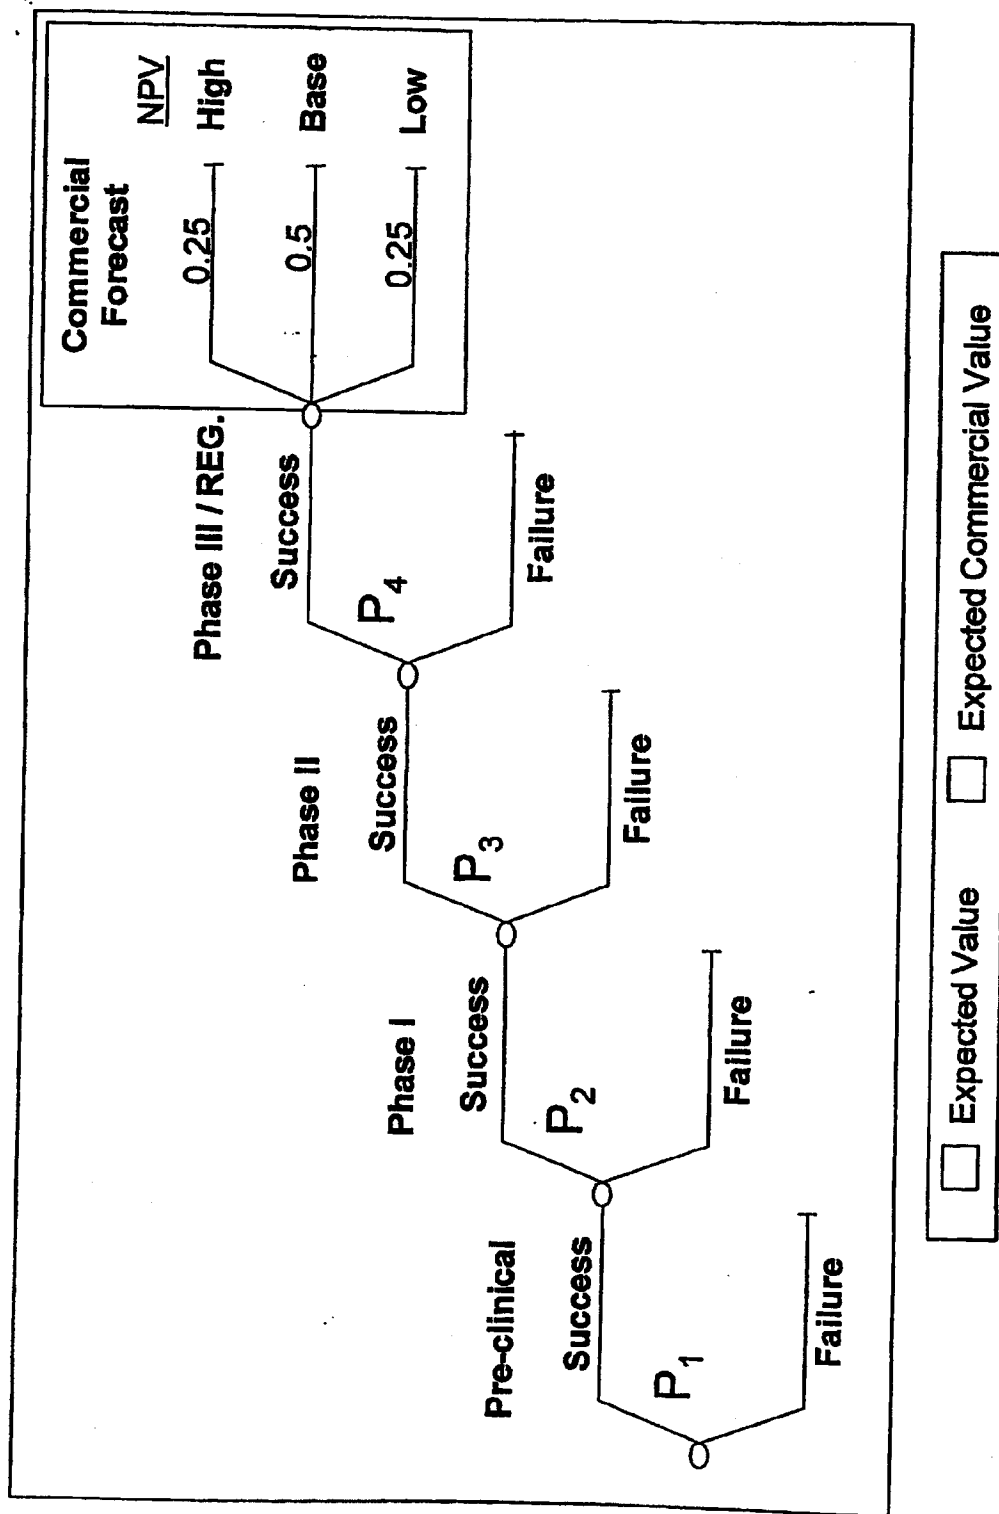 Commercial
Forecast
NPV
0.25
High
0.5
Base
0.25
Low
Phase III / REG.
Success
P4
Failure
Phase II
Success
P3
Failure
Phase I
Success
P2
Failure
Pre-clinical
Success
P1
Failure
Expected Value
Expected Commercial Value